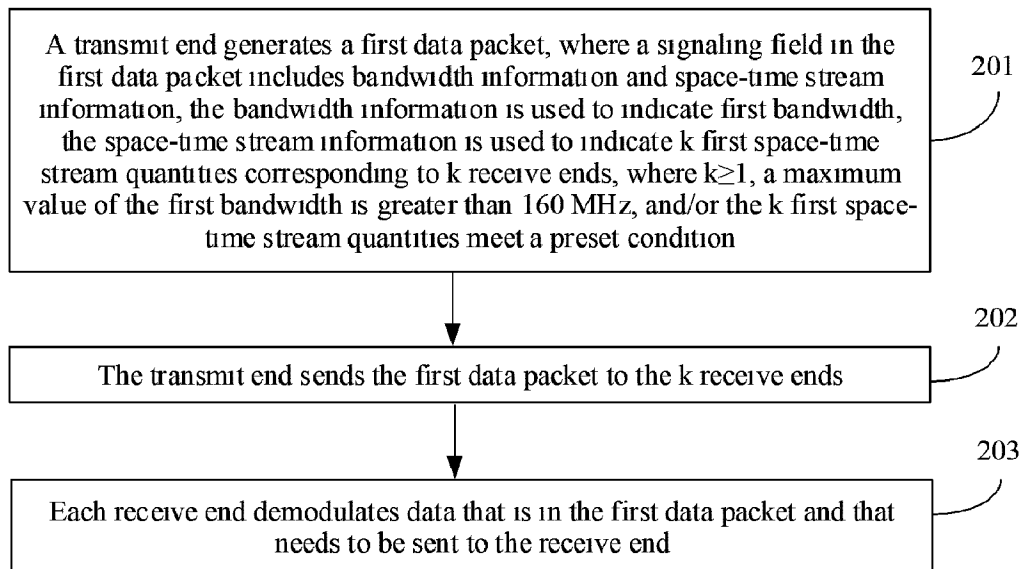 A transmit end generates a first data packet, where a signaling field in the
first data packet includes bandwidth information and space-time stream
information, the bandwidth information is used to indicate first bandwidth,
the space-time stream information is used to indicate k first space-time
stream quantities corresponding to k receive ends, where k≥1, a maximum
value of the first bandwidth is greater than 160 MHz, and/or the k first space-
time stream quantities meet a preset condition
201
202
The transmit end sends the first data packet to the k receive ends
203
Each receive end demodulates data that is in the first data packet and that
needs to be sent to the receive end